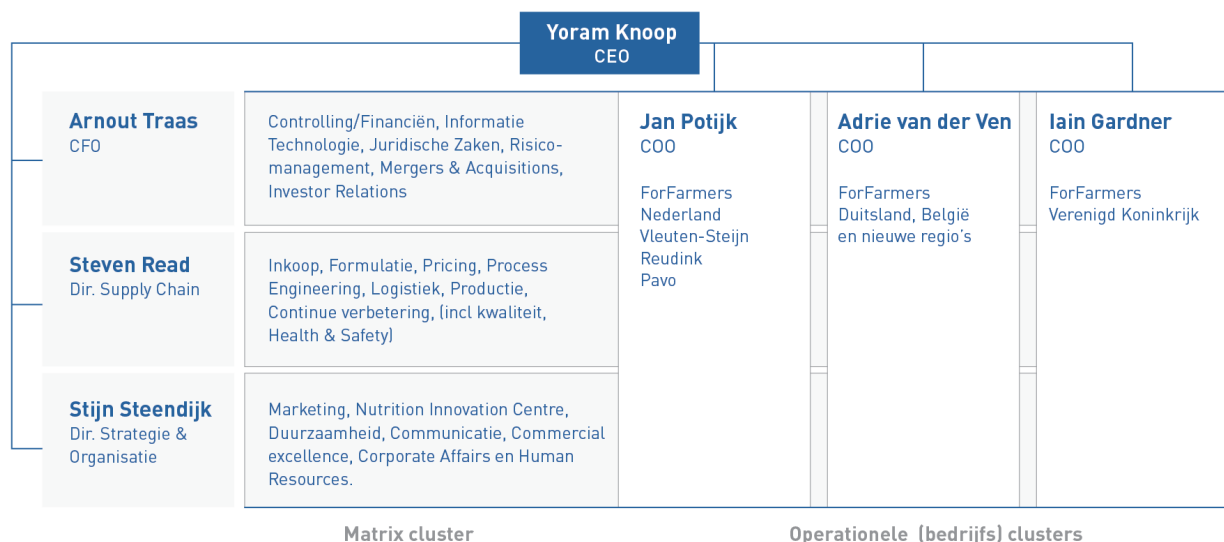 Yoram Knoop
CEO
Arnout Traas
CFO
Controlling/Financiën, Informatie
Technologie, Juridische Zaken, Risico-
management, Mergers & Acquisitions,
Investor Relations
Steven Read
Dir. Supply Chain
Inkoop, Formulatie, Pricing, Process
Engineering, Logistiek, Productie,
Continue verbetering, (incl kwaliteit,
Health & Safety)
Stijn Steendijk
Dir. Strategie &
Organisatie
Marketing, Nutrition Innovation Centre,
Duurzaamheid, Communicatie, Commercial
excellence, Corporate Affairs en Human
Resources.
Jan Potijk
COO
ForFarmers
Nederland
Vleuten-Steijn
Reudink
Pavo
Adrie van der Ven
COO
ForFarmers
Duitsland, België
en nieuwe regio's
Iain Gardner
COO
ForFarmers
Verenigd Koninkrijk
Matrix cluster
Operationele (bedrijfs) clusters